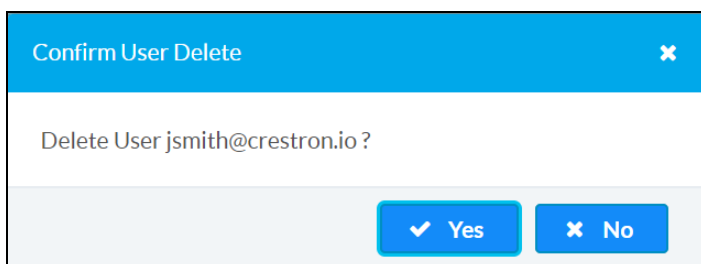 Confirm User Delete
Delete User jsmith@crestron.io ?
Yes
No